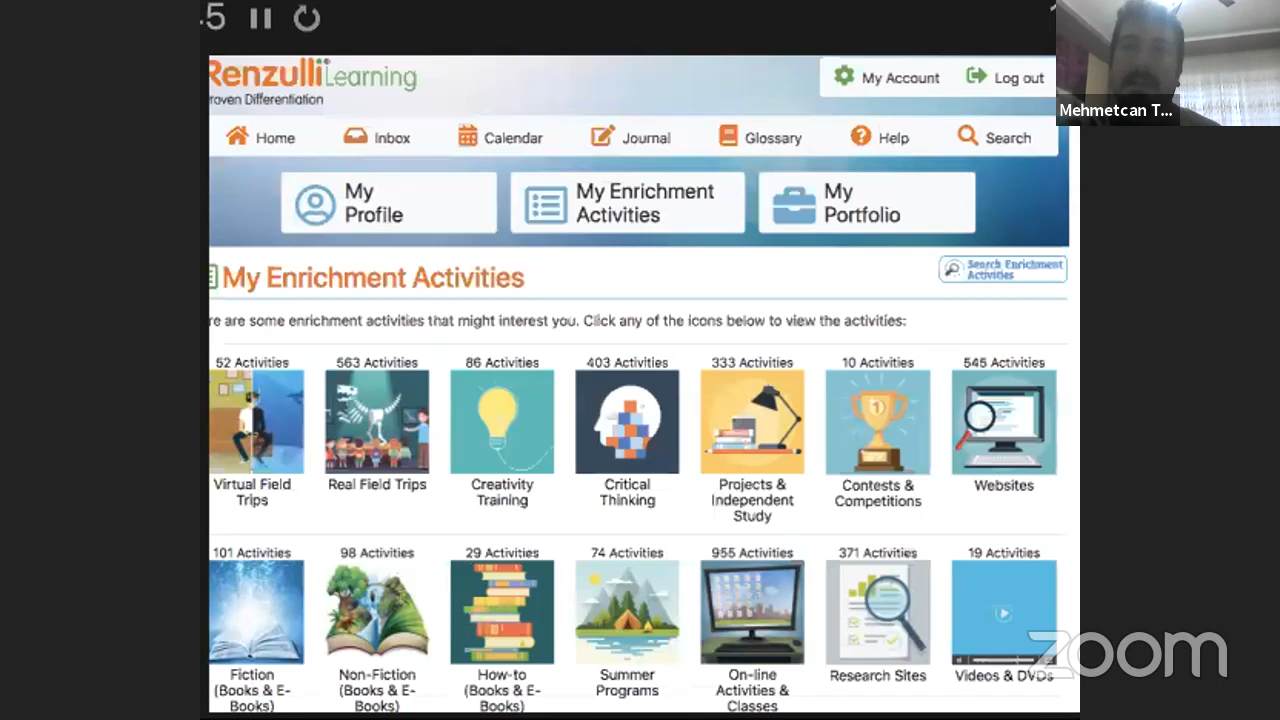 Renzulli Learning
roven Differentiation
My Account
Log out
Mehmetcan T...
Home
Inbox
Calendar
Journal
Glossary
Help
Search
My
Profile
My Enrichment
Activities
My
Portfolio
My Enrichment Activities
Search Enrichment
Activities
re are some enrichment activities that might interest you. Click any of the icons below to view the activities:
52 Activities
563 Activities
86 Activities
403 Activities
333 Activities
10 Activities
545 Activities
Virtual Field
Trips
Real Field Trips
Creativity
Training
Critical
Thinking
Projects &
Independent
Study
Contests &
Competitions
Websites
101 Activities
98 Activities
29 Activities
74 Activities
955 Activities
371 Activities
19 Activities
Fiction
(Books & E-
Books)
Non-Fiction
(Books & E-
Books)
How-to
(Books & E-
Books)
Summer
Programs
On-line
Activities &
Classes
Research Sites
Videos & DVDs
zoom